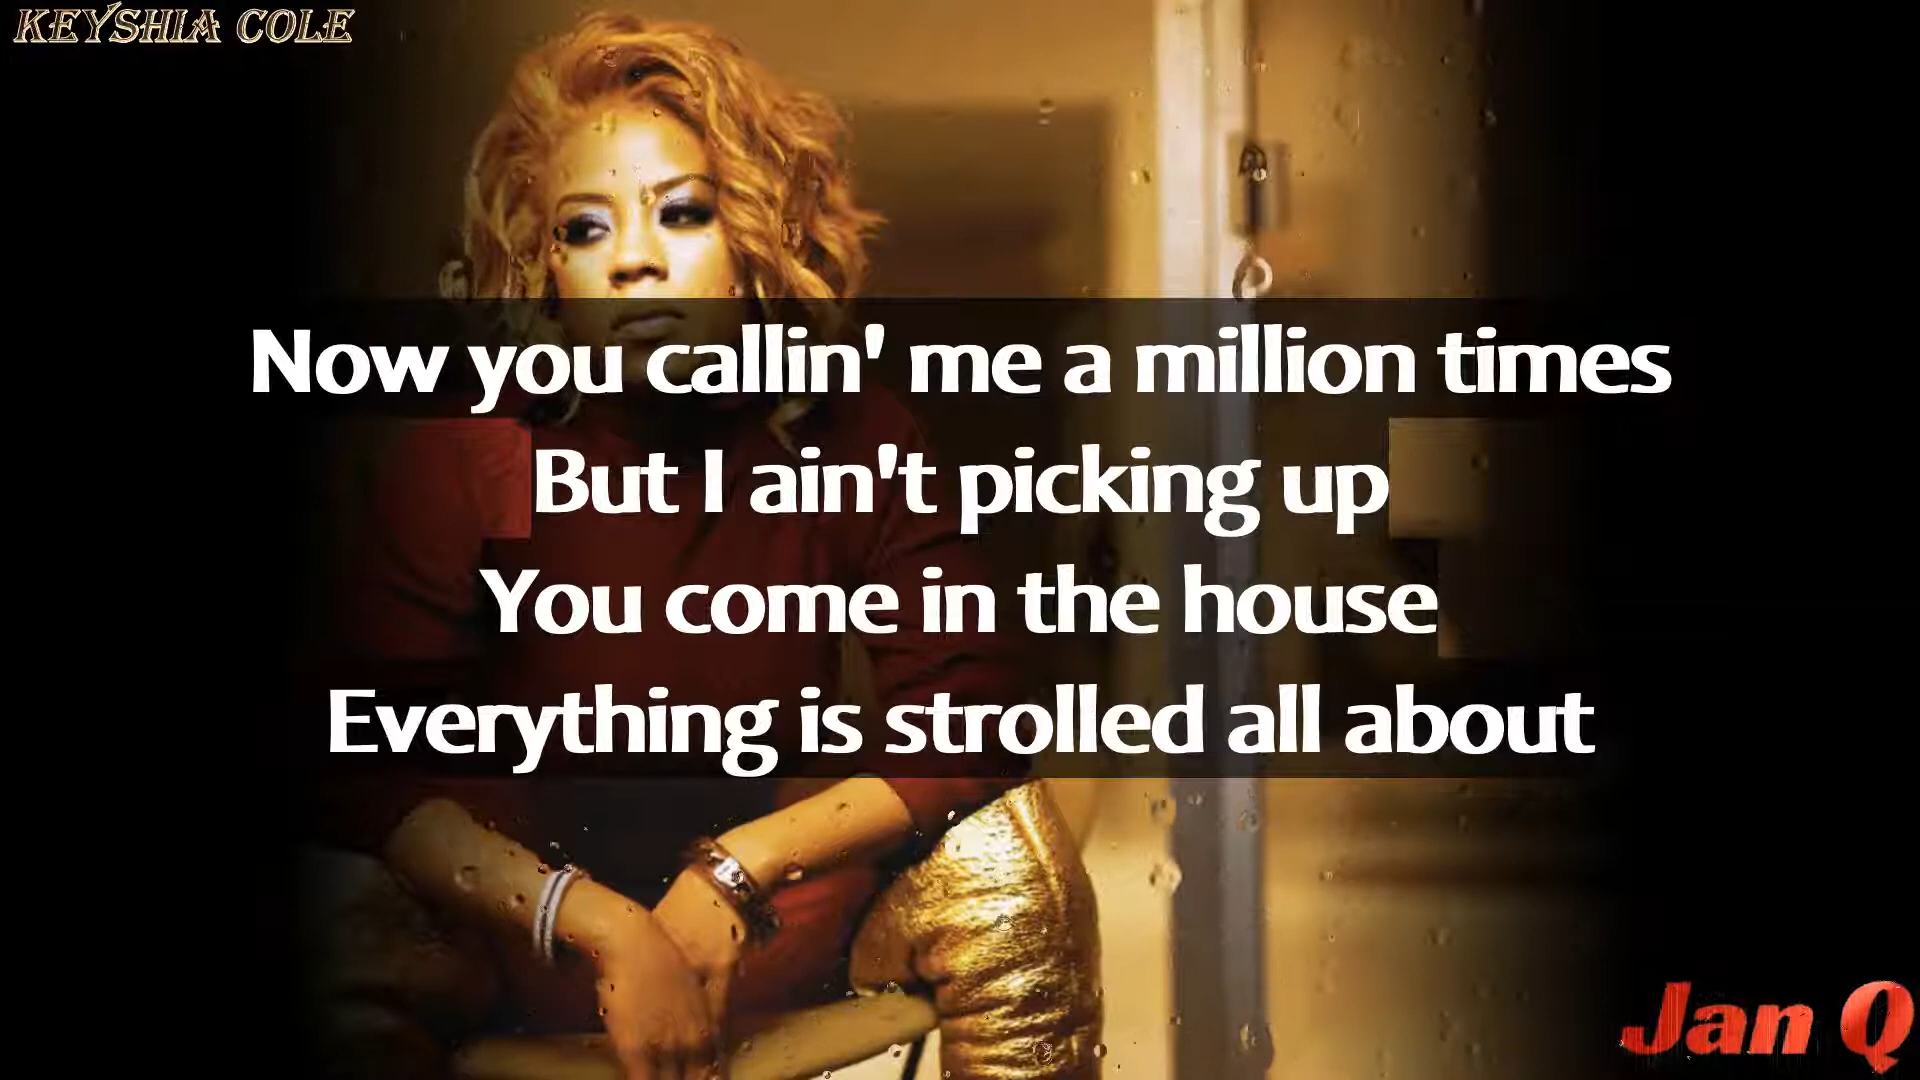 KEYSHIA COLE
Now you callin' me a million times
But I ain't picking up
You come in the house
Everything is strolled all about
Jan Q